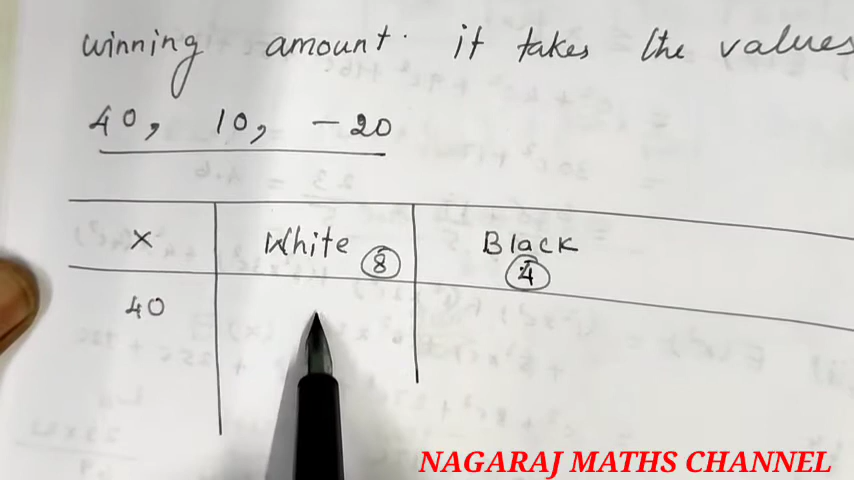 winning amount. it takes the values
40, 10, -20
X White 8 Black 4
40
NAGARAJ MATHS CHANNEL